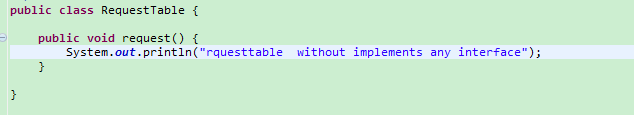 public class RequestTable {
public void request() {
System.out.println("rquesttable  without implements any interface");
}
}